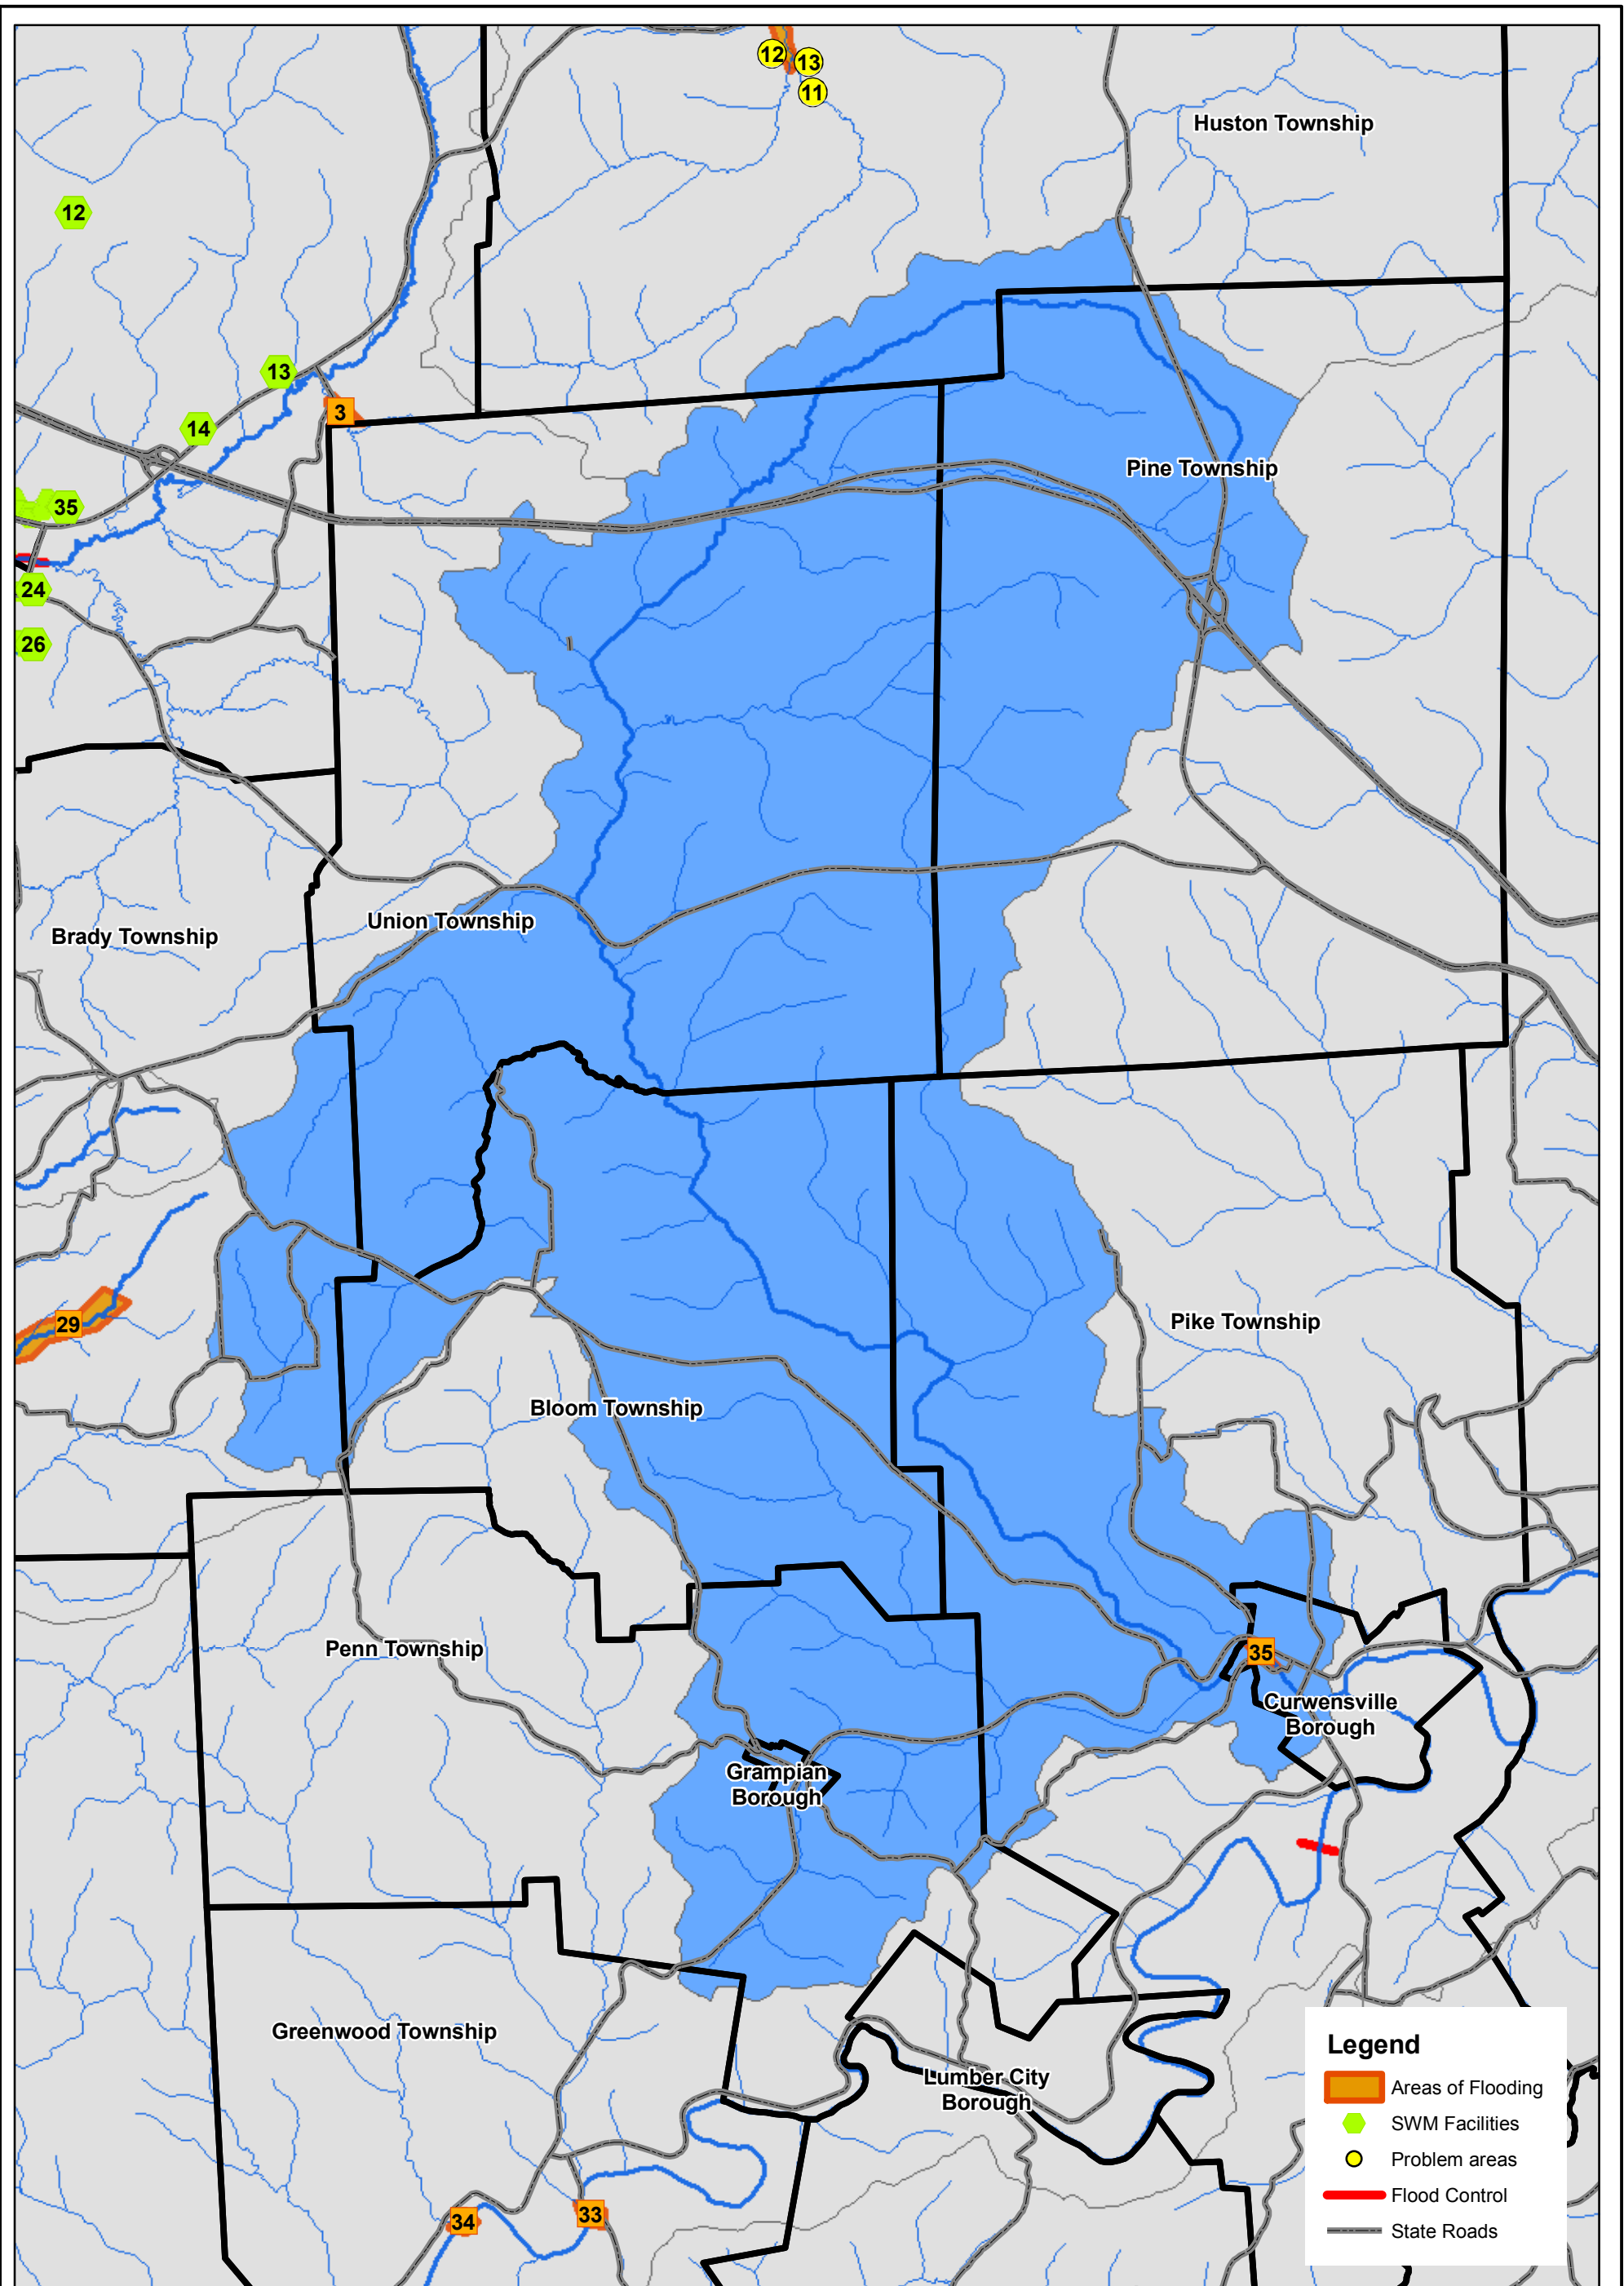 12
13
11
Huston Township
12
13
3
14
Pine Township
35
24
26
Union Township
Brady Township
29
Pike Township
Bloom Township
Penn Township
35
Curwensville
Borough
Grampian
Borough
Greenwood Township
Lumber City
Borough
34
33
Legend
Areas of Flooding
SWM Facilities
Problem areas
Flood Control
State Roads